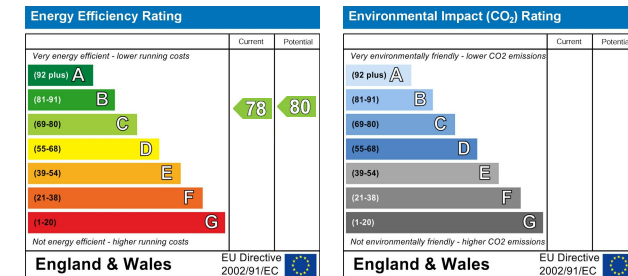 Energy Efficiency Rating
Current Potential
Very energy efficient - lower running costs
(92 plus) A
(81-91) B
(69-80) C
(55-68) D
(39-54) E
(21-38) F
(1-20) G
78 80
Not energy efficient - higher running costs
England & Wales
EU Directive
2002/91/EC
Environmental Impact (CO₂) Rating
Current Potentia
Very environmentally friendly - lower CO2 emissions
(92 plus) A
(81-91) B
(69-80) C
(55-68) D
(39-54) E
(21-38) F
(1-20) G
Not environmentally friendly - higher CO2 emissions
England & Wales
EU Directive
2002/91/EC